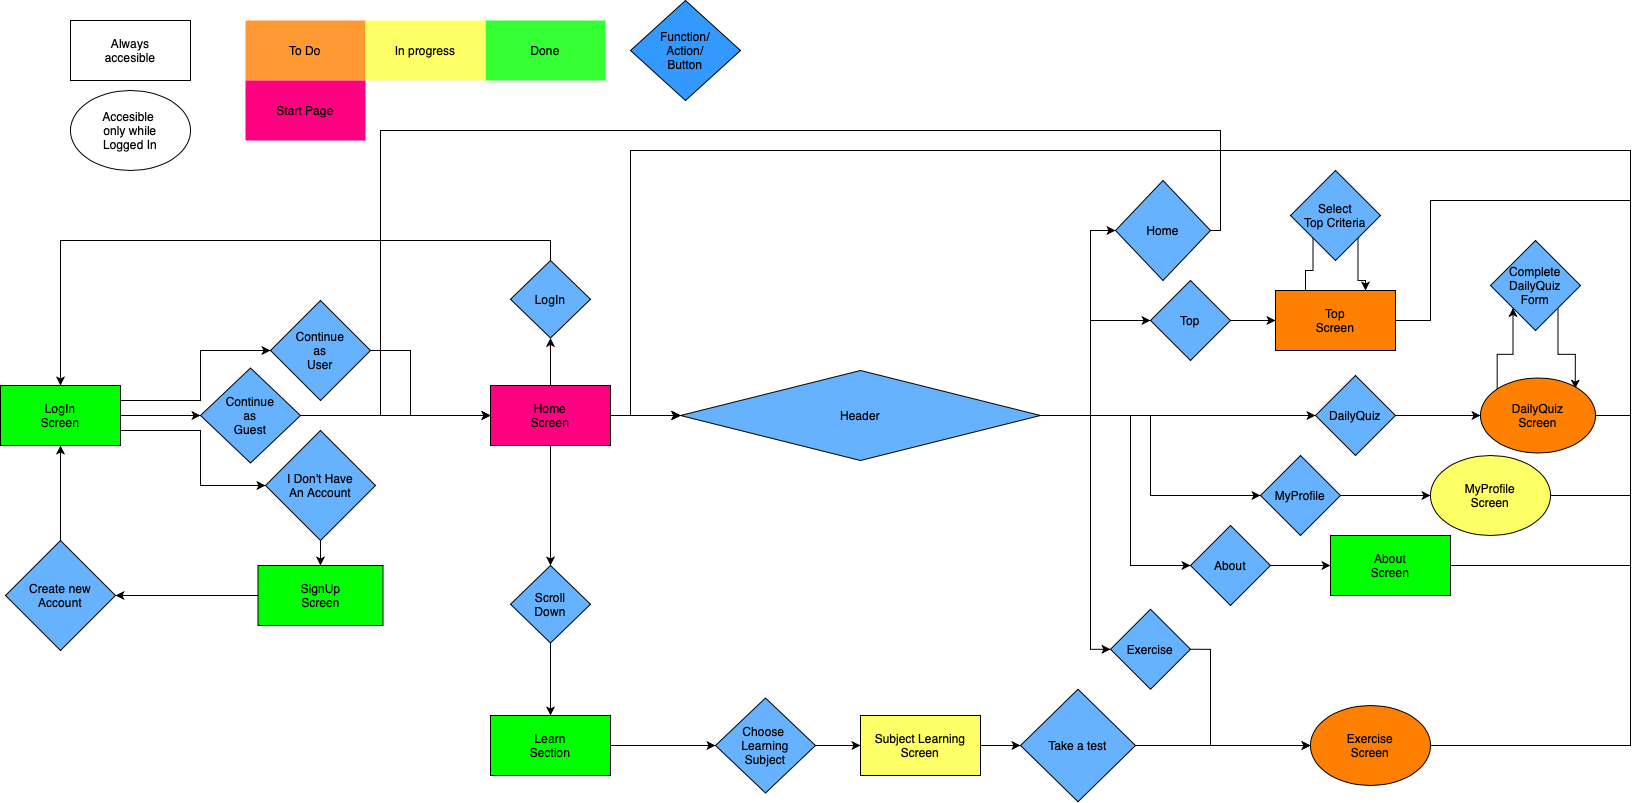 Always
accesible
To Do
In progress
Done
Function/
Action/
Button
Accesible
only while
Logged In
Start Page
Select
Top Criteria
Home
Complete
DailyQuiz
Form
LogIn
Top
Top
Screen
Continue
as
User
LogIn
Screen
Continue
as
Guest
Home
Screen
Header
DailyQuiz
DailyQuiz
Screen
I Don't Have
An Account
MyProfile
MyProfile
Screen
About
About
Screen
Create new
Account
SignUp
Screen
Scroll
Down
Exercise
Learn
Section
Choose
Learning
Subject
Subject Learning
Screen
Take a test
Exercise
Screen